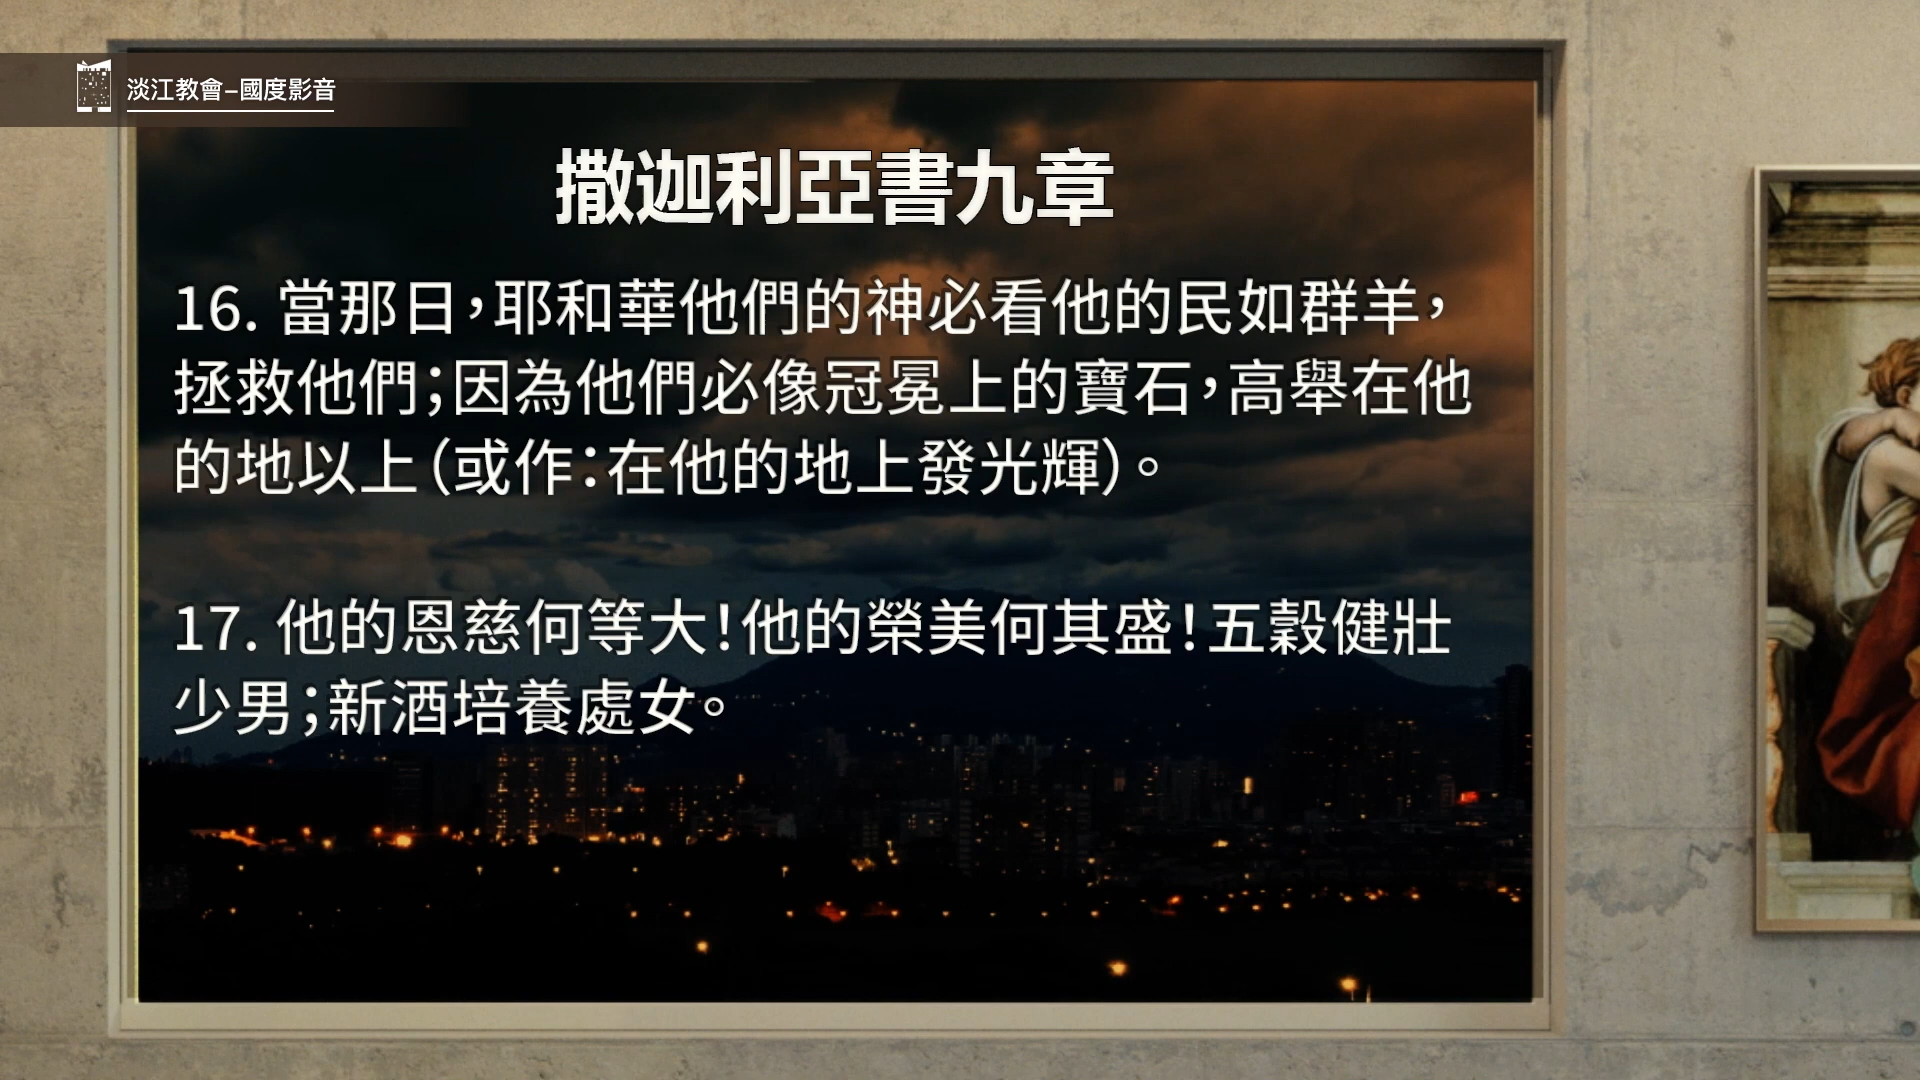 淡江教會–國度影音
撒迦利亞書九章
16. 當那日，耶和華他們的神必看他的民如群羊，
拯救他們；因為他們必像冠冕上的寶石，高舉在他
的地以上（或作：在他的地上發光輝）。
17. 他的恩慈何等大！他的榮美何其盛！五穀健壯
少男；新酒培養處女。